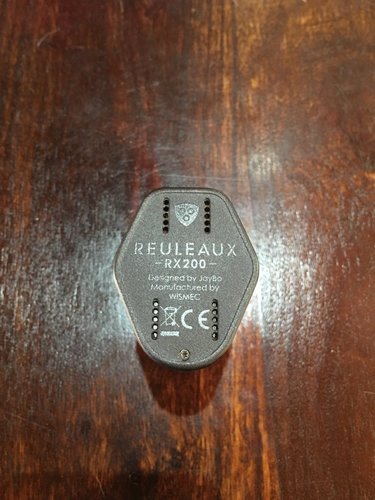 REULEAUX
-RX200-
Designed by JayBo
Manufactured by
WISMEC
CE